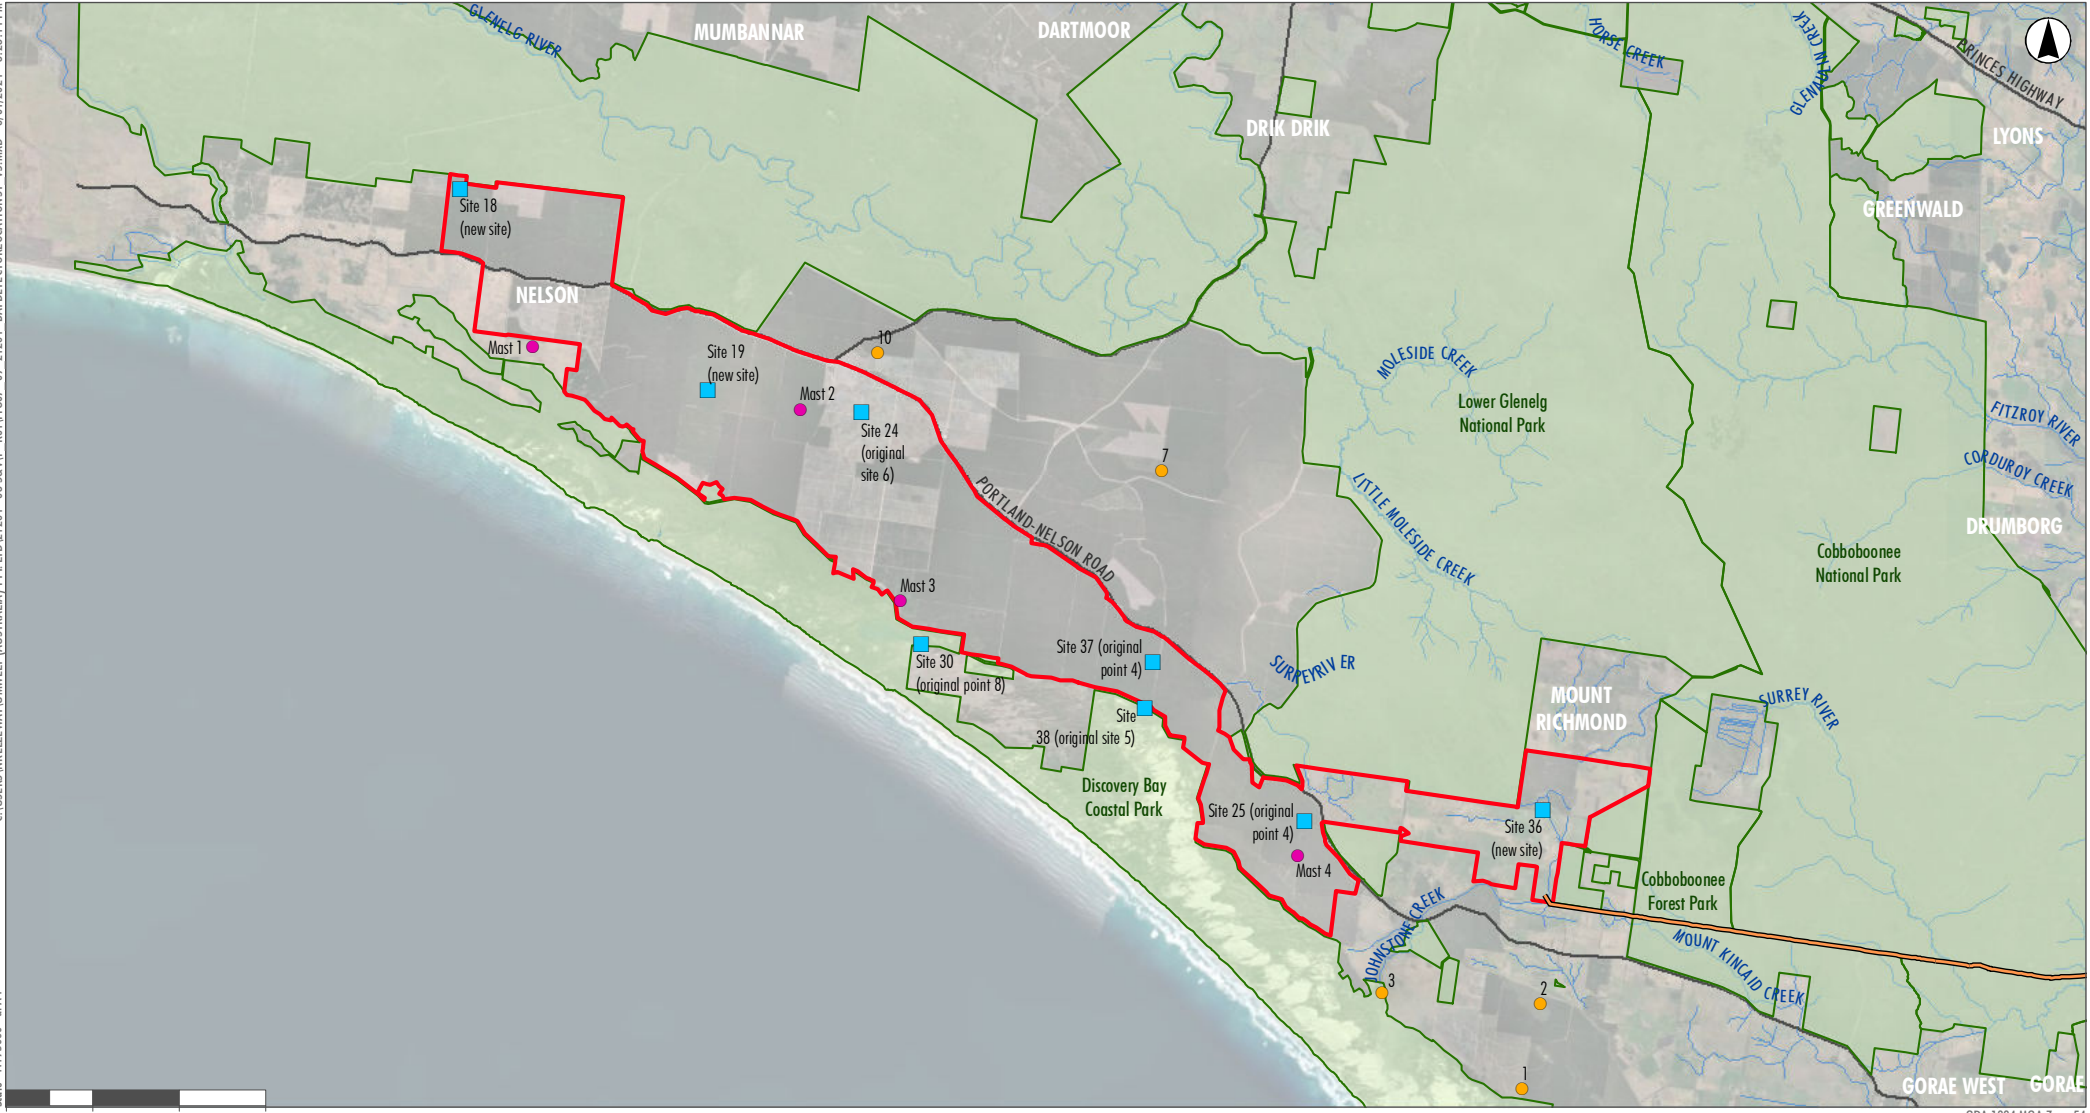 GLENELG RIVER
MUMBANNAR
DARTMOOR
HORSE CREEK
PRINCES HIGHWAY
DRIK DRIK
LYONS
GREENWALD
Site 18
(new site)
NELSON
Mast 1
Site 19
(new site)
10
Mast 2
Site 24
(original
site 6)
7
PORTLAND-NELSON ROAD
MOLESIDE CREEK
Lower Glenelg
National Park
LITTLE MOLESIDE CREEK
FITZROY RIVER
CORDUROY CREEK
DRUMBORG
Cobboboonee
National Park
Mast 3
Site 30
(original point 8)
Site 37 (original
point 4)
Site
38 (original site 5)
SURPEYRIV ER
MOUNT
RICHMOND
SURREY RIVER
Discovery Bay
Coastal Park
Site 25 (original
point 4)
Mast 4
Site 36
(new site)
Cobboboonee
Forest Park
JOHNSTONE CREEK
MOUNT KINCAID CREEK
3
2
1
GORAE WEST
GORAE